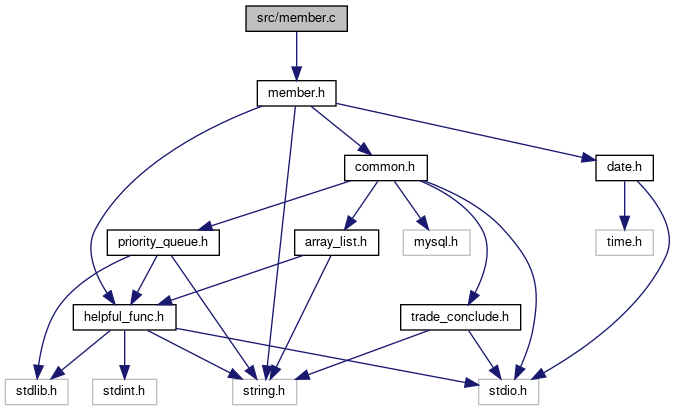 src/member.c
member.h
common.h
date.h
priority_queue.h
array_list.h
mysql.h
time.h
helpful_func.h
trade_conclude.h
stdlib.h
stdint.h
string.h
stdio.h